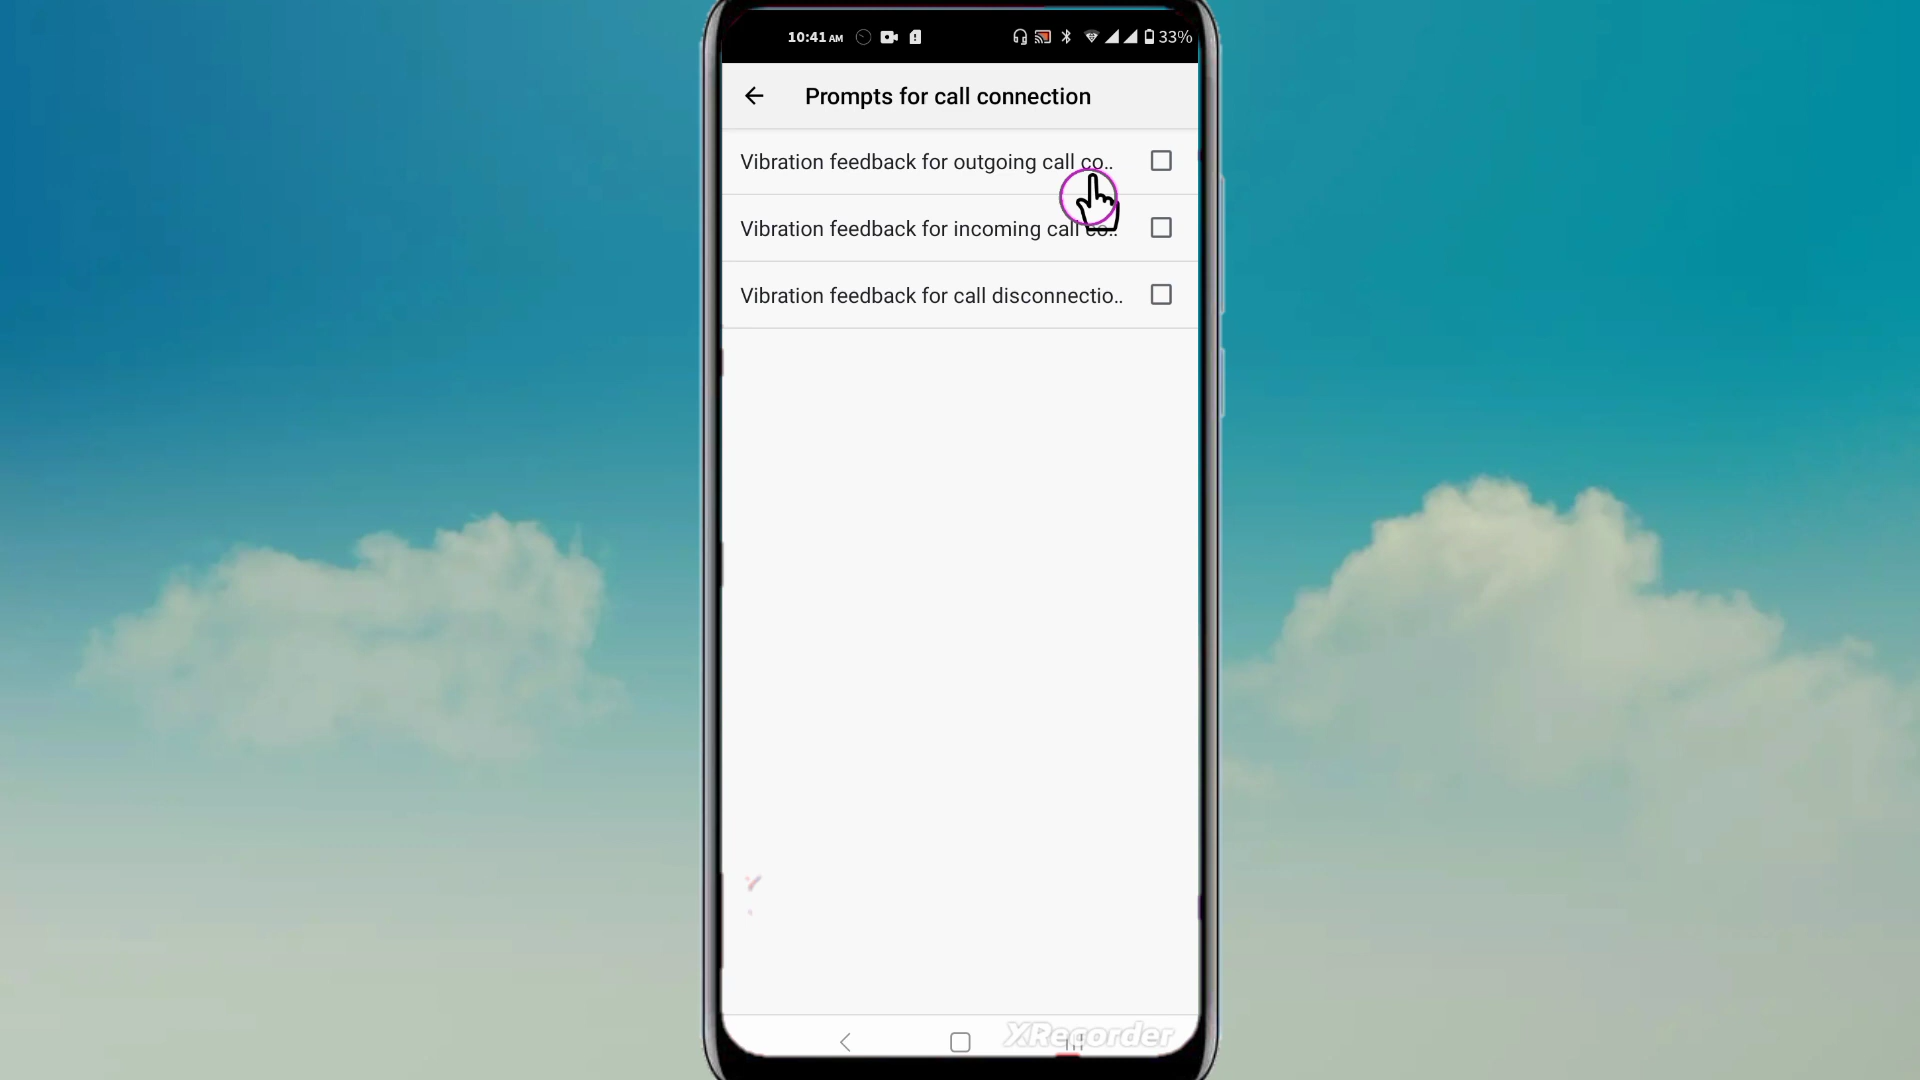 10:41 AM
33%
Prompts for call connection
Vibration feedback for outgoing call co..
Vibration feedback for incoming call co..
Vibration feedback for call disconnectio..
XRecorder